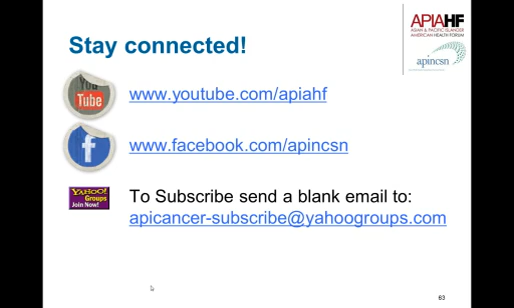 APIAHF
ASIAN & PACIFIC ISLANDER
AMERICAN HEALTH FORUM
apincsn
Stay connected!
You
Tube
www.youtube.com/apiahf
f
www.facebook.com/apincsn
YAHOO!
Groups
Join Now!
To Subscribe send a blank email to:
apicancer-subscribe@yahoogroups.com
63